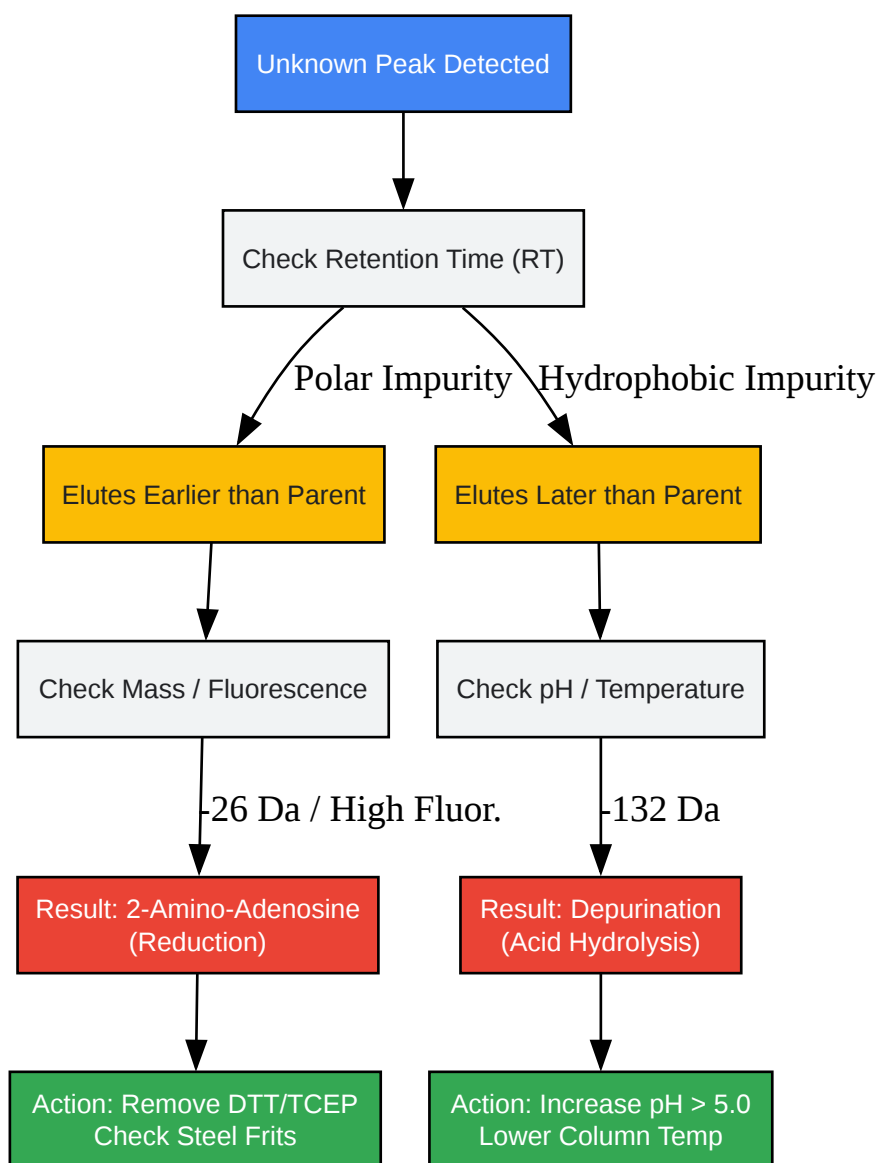 Unknown Peak Detected
Check Retention Time (RT)
Polar Impurity
Hydrophobic Impurity
Elutes Earlier than Parent
Elutes Later than Parent
Check Mass / Fluorescence
Check pH / Temperature
-26 Da / High Fluor.
-132 Da
Result: 2-Amino-Adenosine
(Reduction)
Result: Depurination
(Acid Hydrolysis)
Action: Remove DTT/TCEP
Check Steel Frits
Action: Increase pH > 5.0
Lower Column Temp